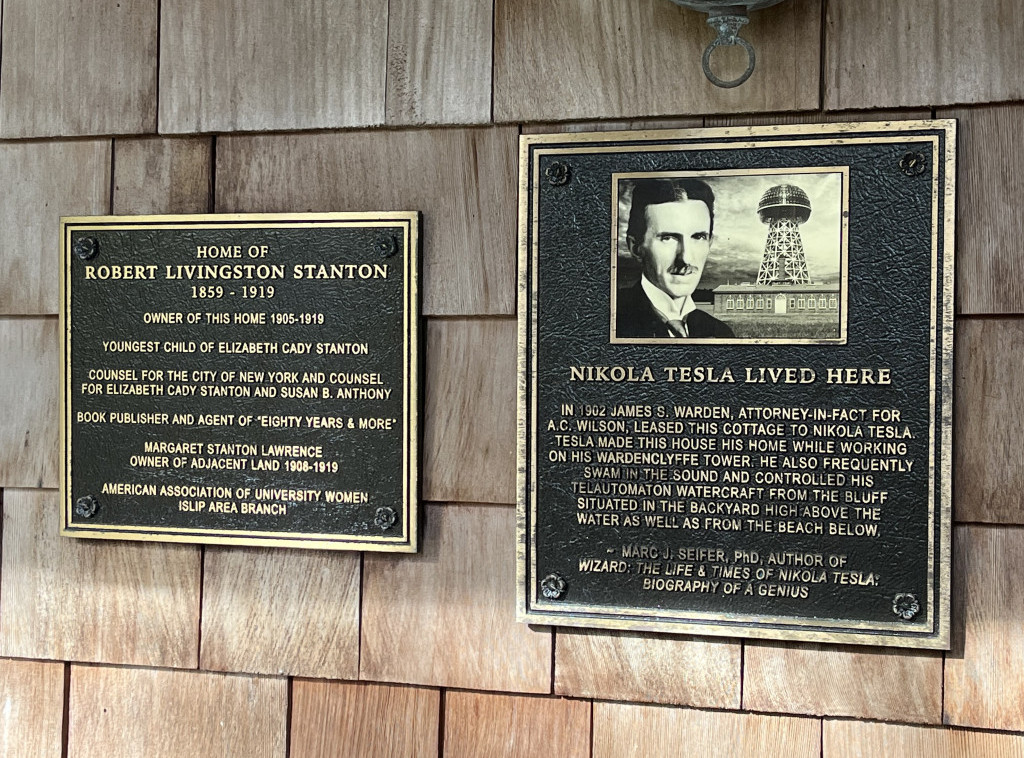 HOME OF
ROBERT LIVINGSTON STANTON
1859 - 1919
OWNER OF THIS HOME 1905-1919
YOUNGEST CHILD OF ELIZABETH CADY STANTON
COUNSEL FOR THE CITY OF NEW YORK AND COUNSEL
FOR ELIZABETH CADY STANTON AND SUSAN B. ANTHONY
BOOK PUBLISHER AND AGENT OF "EIGHTY YEARS & MORE"
MARGARET STANTON LAWRENCE
OWNER OF ADJACENT LAND 1908-1919
AMERICAN ASSOCIATION OF UNIVERSITY WOMEN
ISLIP AREA BRANCH
NIKOLA TESLA LIVED HERE
IN 1902 JAMES S. WARDEN, ATTORNEY-IN-FACT FOR
A.C. WILSON, LEASED THIS COTTAGE TO NIKOLA TESLA.
TESLA MADE THIS HOUSE HIS HOME WHILE WORKING
ON HIS WARDENCLYFFE TOWER. HE ALSO FREQUENTLY
SWAM IN THE SOUND AND CONTROLLED HIS
TELAUTOMATON WATERCRAFT FROM THE BLUFF
SITUATED IN THE BACKYARD HIGH ABOVE THE
WATER AS WELL AS FROM THE BEACH BELOW.
~ MARC J. SEIFER, PhD, AUTHOR OF
WIZARD: THE LIFE & TIMES OF NIKOLA TESLA:
BIOGRAPHY OF A GENIUS